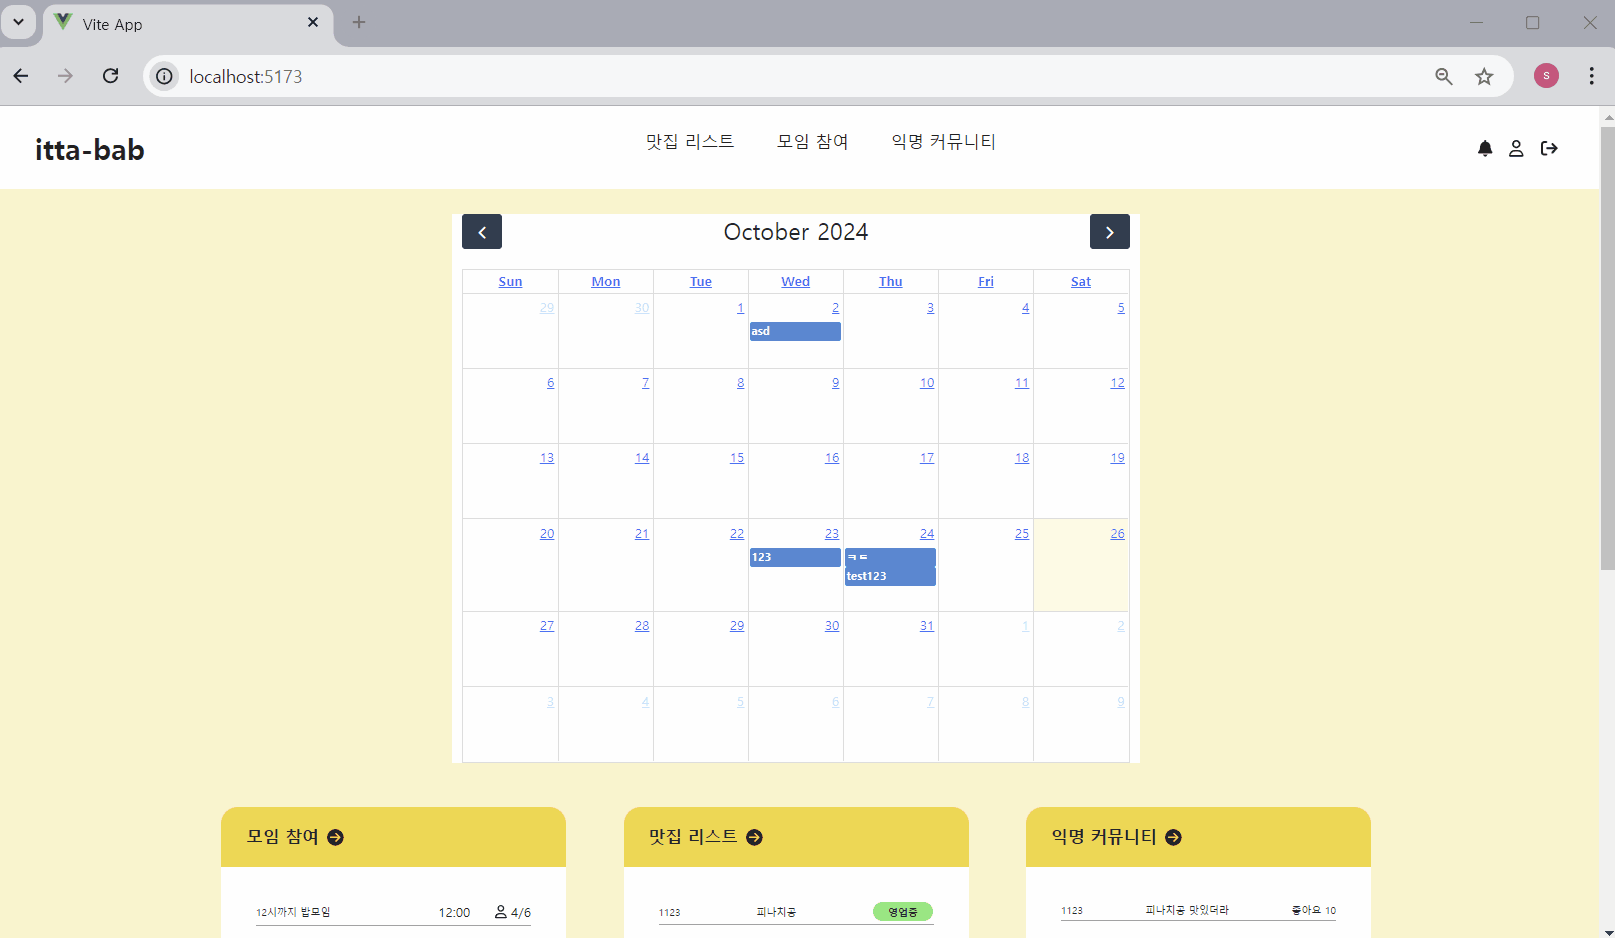 Vite App
localhost:5173
itta-bab
맛집 리스트 모임 참여 익명 커뮤니티
October 2024
Sun Mon Tue Wed Thu Fri Sat
29 30 1 2 3 4 5
asd
6 7 8 9 10 11 12
13 14 15 16 17 18 19
20 21 22 23 24 25 26
123 ㅋㅌ
test123
27 28 29 30 31 1 2
3 4 5 6 7 8 9
모임 참여 맛집 리스트 익명 커뮤니티
12시까지 밥모임 12:00 4/6 1123 피나치공 영업중 1123 피나치공 맛있더라 좋아요 10
S